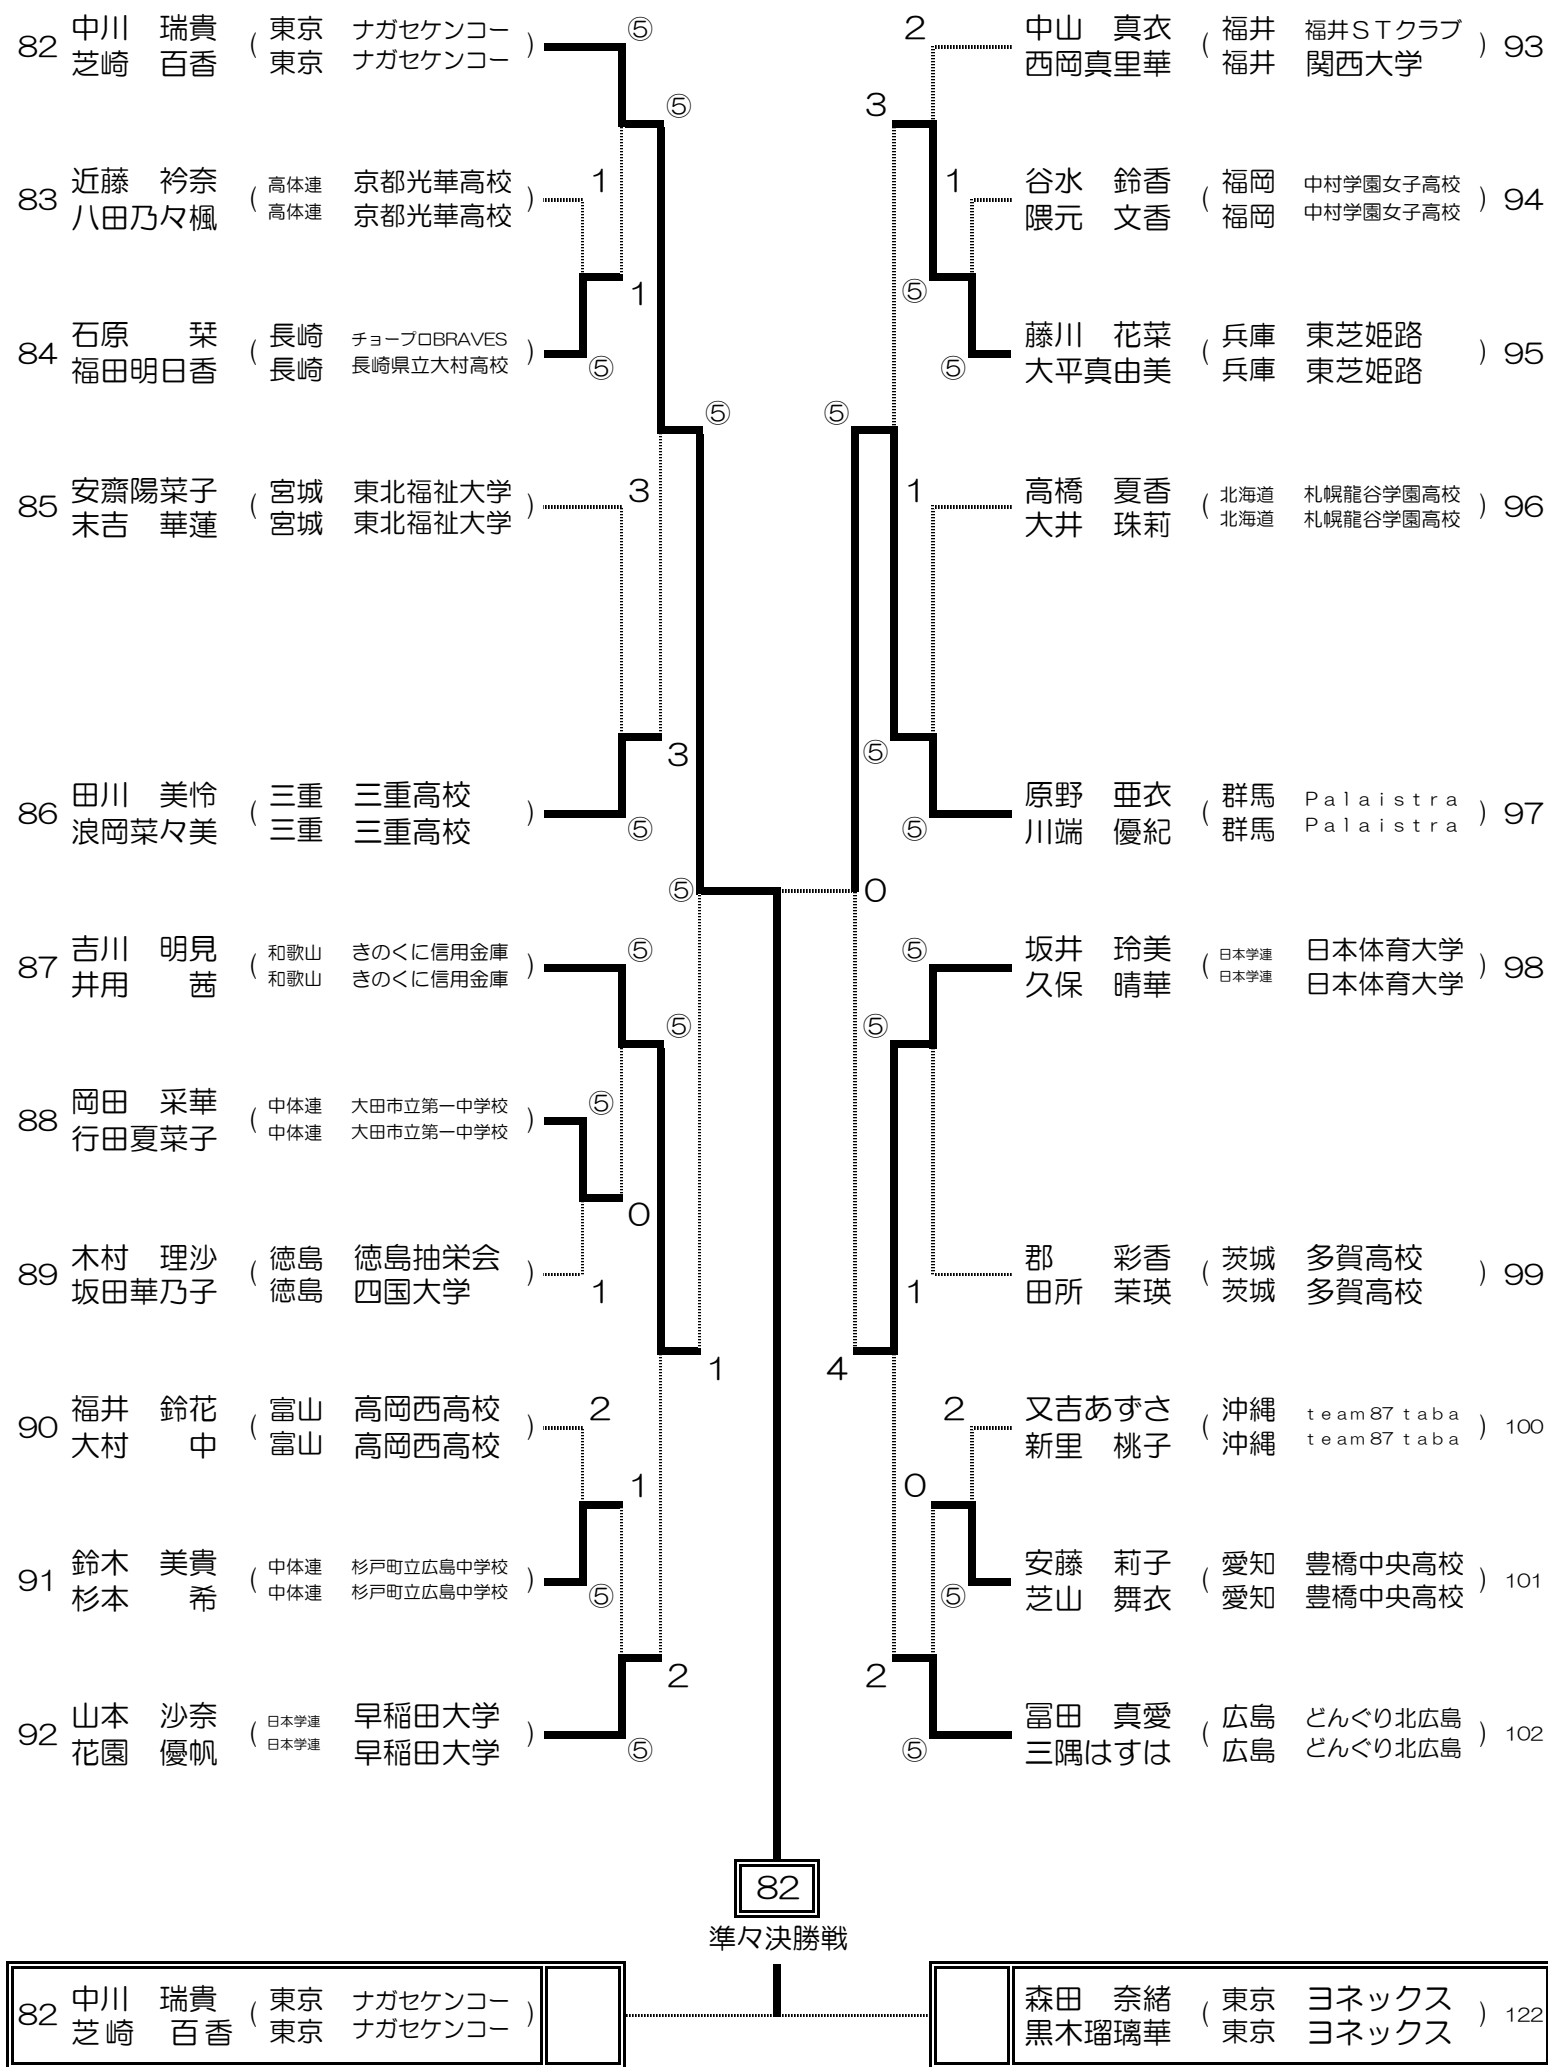 82 中川 瑞貴 ( 東京 ナガセケンコー )
芝崎 百香 東京 ナガセケンコー
⑤
⑤
83 近藤 衿奈 ( 高体連 京都光華高校 )
八田乃々楓 高体連 京都光華高校
1
1
84 石原 栞 ( 長崎 チョープロBRAVES )
福田明日香 長崎 長崎県立大村高校
⑤
⑤
85 安齋陽菜子 ( 宮城 東北福祉大学 )
末吉 華蓮 宮城 東北福祉大学
3
3
86 田川 美怜 ( 三重 三重高校 )
浪岡菜々美 三重 三重高校
⑤
⑤
87 吉川 明見 ( 和歌山 きのくに信用金庫 )
井用 茜 和歌山 きのくに信用金庫
⑤
⑤
88 岡田 采華 ( 中体連 大田市立第一中学校 )
行田夏菜子 中体連 大田市立第一中学校
⑤
0
89 木村 理沙 ( 徳島 徳島抽栄会 )
坂田華乃子 徳島 四国大学
1
1
90 福井 鈴花 ( 富山 高岡西高校 )
大村 中 富山 高岡西高校
2
1
91 鈴木 美貴 ( 中体連 杉戸町立広島中学校 )
杉本 希 中体連 杉戸町立広島中学校
⑤
2
92 山本 沙奈 ( 日本学連 早稲田大学 )
花園 優帆 日本学連 早稲田大学
⑤
2
中山 真衣 ( 福井 福井STクラブ ) 93
西岡真里華 福井 関西大学
3
1
谷水 鈴香 ( 福岡 中村学園女子高校 ) 94
隈元 文香 福岡 中村学園女子高校
⑤
藤川 花菜 ( 兵庫 東芝姫路 ) 95
大平真由美 兵庫 東芝姫路
⑤
⑤
1
高橋 夏香 ( 北海道 札幌龍谷学園高校 ) 96
大井 珠莉 北海道 札幌龍谷学園高校
⑤
原野 亜衣 ( 群馬 Palaistra ) 97
川端 優紀 群馬 Palaistra
⑤
0
⑤
坂井 玲美 ( 日本学連 日本体育大学 ) 98
久保 晴華 日本学連 日本体育大学
⑤
郡 彩香 ( 茨城 多賀高校 ) 99
田所 茉瑛 茨城 多賀高校
1
4
2
又吉あずさ ( 沖縄 team87 taba ) 100
新里 桃子 沖縄 team87 taba
0
安藤 莉子 ( 愛知 豊橋中央高校 ) 101
芝山 舞衣 愛知 豊橋中央高校
⑤
2
冨田 真愛 ( 広島 どんぐり北広島 ) 102
三隅はすは 広島 どんぐり北広島
⑤
82
準々決勝戦
82 中川 瑞貴 ( 東京 ナガセケンコー )
芝崎 百香 東京 ナガセケンコー
森田 奈緒 ( 東京 ヨネックス ) 122
黒木瑠璃華 東京 ヨネックス